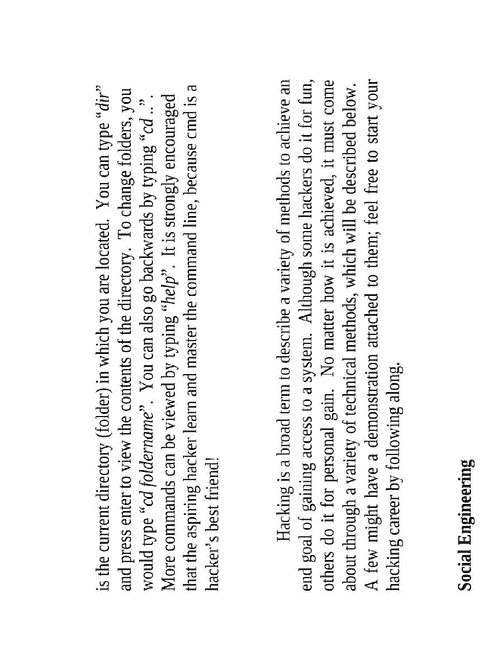 is the current directory (folder) in which you are located. You can type “dir”
and press enter to view the contents of the directory. To change folders, you
would type “cd foldername”. You can also go backwards by typing “cd ..”.
More commands can be viewed by typing “help”. It is strongly encouraged
that the aspiring hacker learn and master the command line, because cmd is a
hacker’s best friend!
Hacking is a broad term to describe a variety of methods to achieve an
end goal of gaining access to a system. Although some hackers do it for fun,
others do it for personal gain. No matter how it is achieved, it must come
about through a variety of technical methods, which will be described below.
A few might have a demonstration attached to them; feel free to start your
hacking career by following along.
Social Engineering